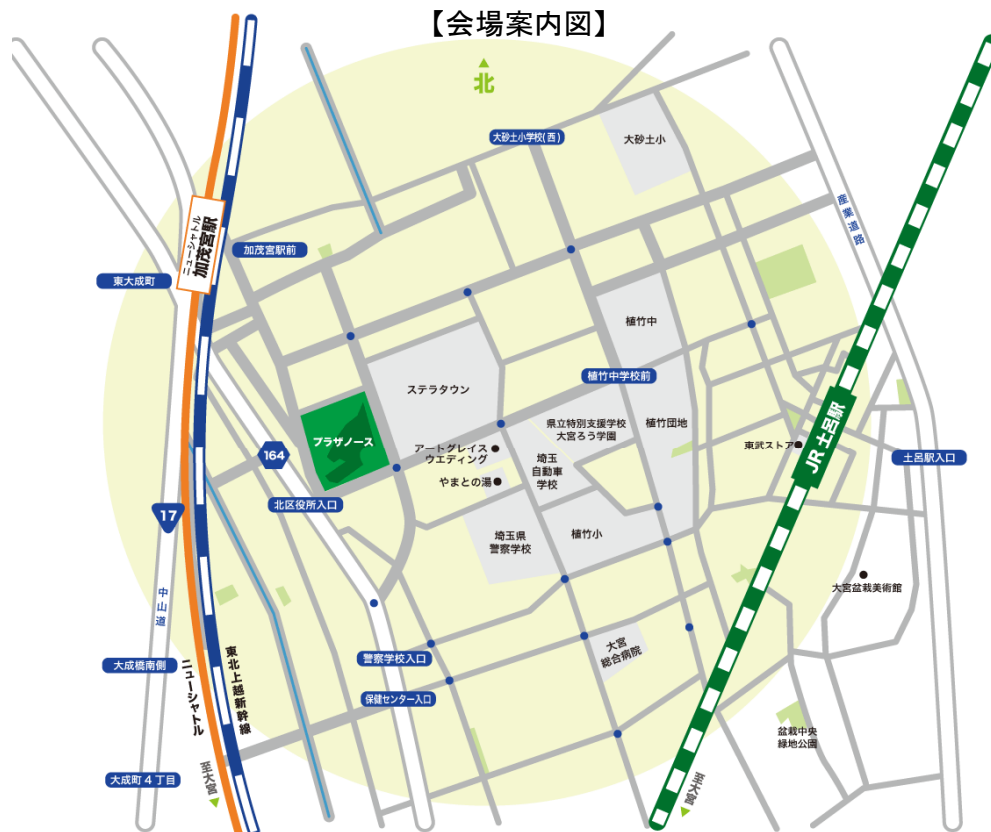 【会場案内図】
北
大砂土小学校(西)
大砂土小
産業道路
ニューシャトル
加茂宮駅
加茂宮駅前
東大成町
植竹中
植竹中学校前
ステラタウン
プラザノース
県立特別支援学校
大宮ろう学園
植竹団地
アートグレイス
ウエディング
やまとの湯
埼玉
自動車
学校
東武ストア
JR 土呂駅
土呂駅入口
164
北区役所入口
17
埼玉県
警察学校
植竹小
大宮盆栽美術館
中山道
大成橋南側
ニューシャトル
東北上越新幹線
警察学校入口
大宮
総合病院
保健センター入口
盆栽中央
緑地公園
大成町4丁目
至大宮
至大宮